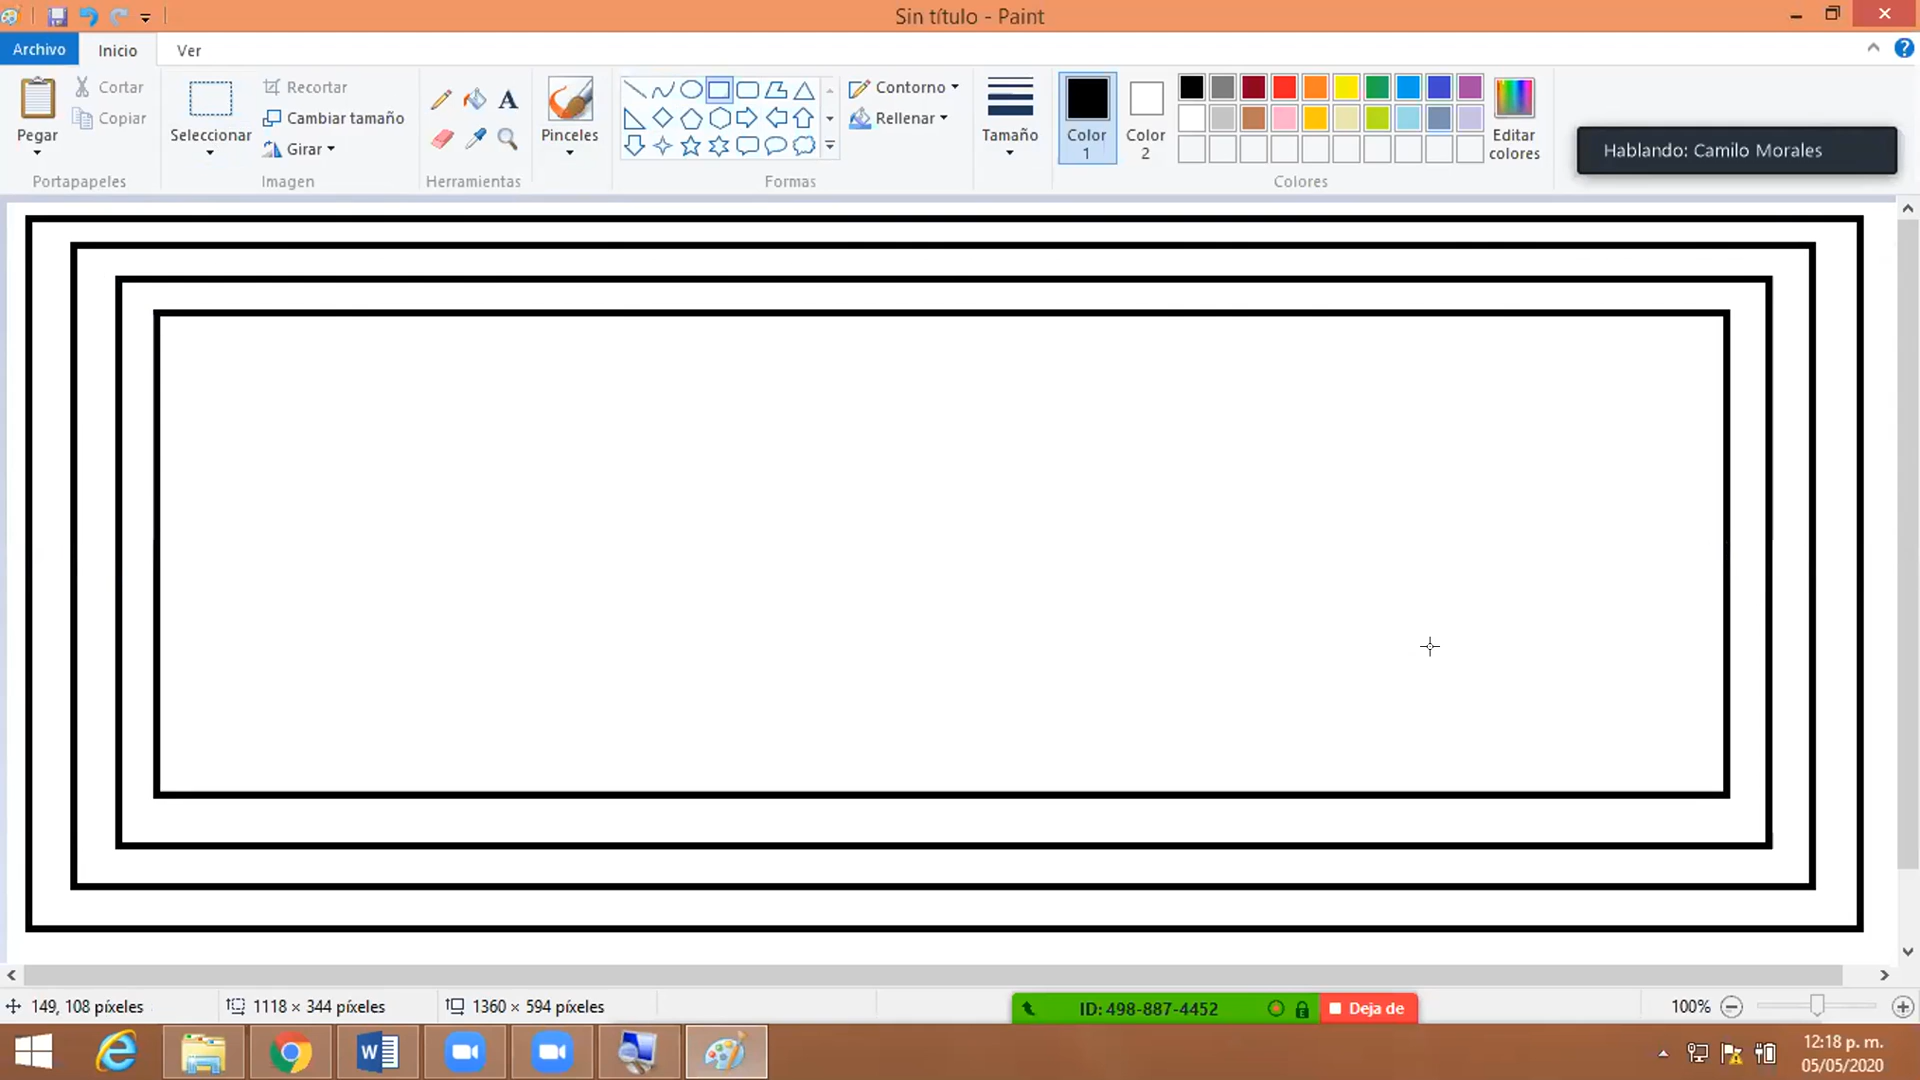 Sin título - Paint
Archivo
Inicio
Ver
Pegar
Cortar
Copiar
Portapapeles
Seleccionar
Recortar
Cambiar tamaño
Girar
Imagen
A
Herramientas
Pinceles
Formas
Contorno
Rellenar
Tamaño
Color
1
Color
2
Editar
colores
Colores
Hablando: Camilo Morales
149, 108 píxeles
1118 × 344 píxeles
1360 × 594 píxeles
ID: 498-887-4452
Deja de
100%
12:18 p. m.
05/05/2020